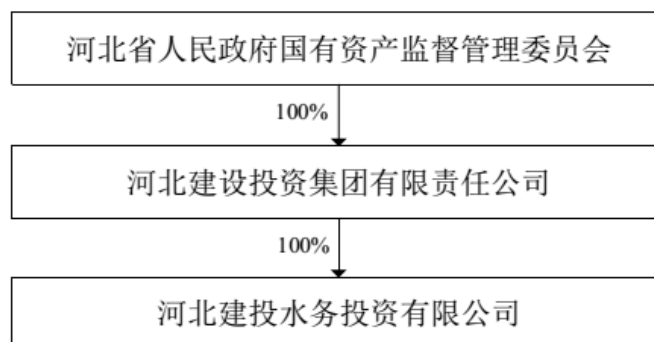 河北省人民政府国有资产监督管理委员会
100%
河北建设投资集团有限责任公司
100%
河北建投水务投资有限公司